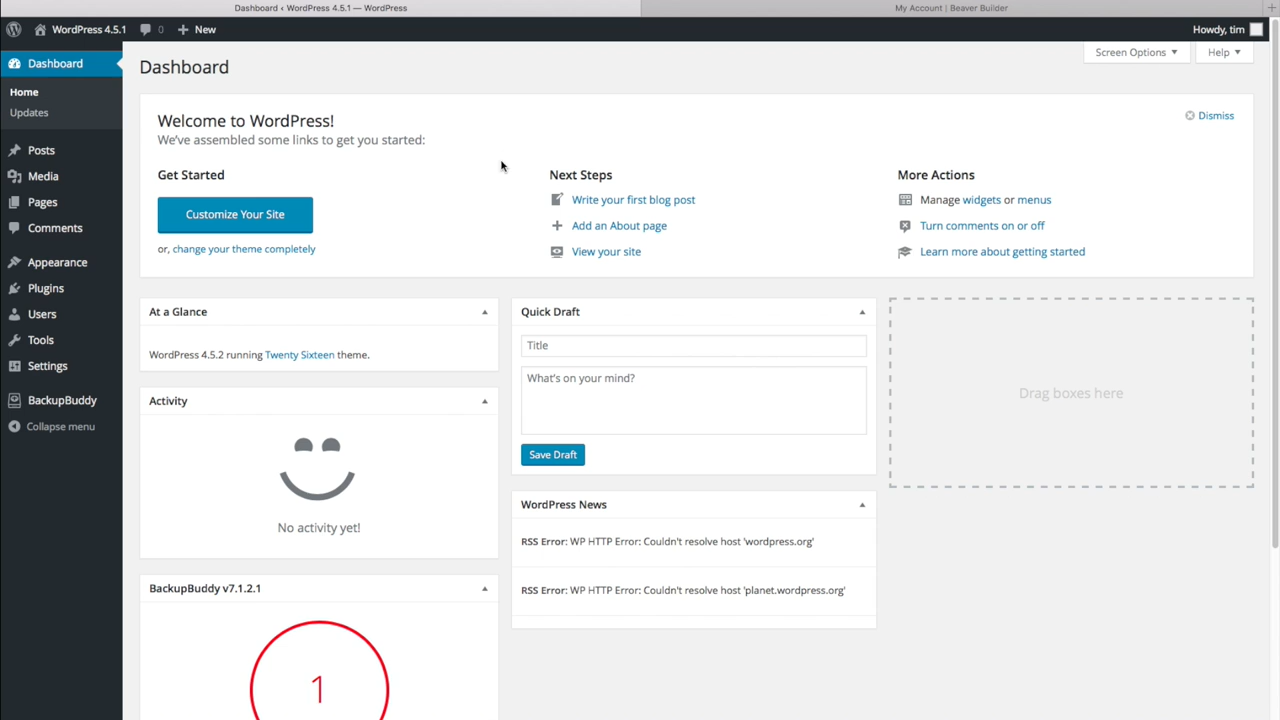 Dashboard ‹ WordPress 4.5.1 — WordPress
My Account | Beaver Builder
WordPress 4.5.1
0
New
Howdy, tim
Dashboard
Home
Updates
Posts
Media
Pages
Comments
Appearance
Plugins
Users
Tools
Settings
BackupBuddy
Collapse menu
Screen Options
Help
Dashboard
Welcome to WordPress!
We've assembled some links to get you started:
Dismiss
Get Started
Customize Your Site
or, change your theme completely
Next Steps
Write your first blog post
Add an About page
View your site
More Actions
Manage widgets or menus
Turn comments on or off
Learn more about getting started
At a Glance
WordPress 4.5.2 running Twenty Sixteen theme.
Activity
No activity yet!
BackupBuddy v7.1.2.1
1
Quick Draft
Title
What's on your mind?
Save Draft
WordPress News
RSS Error: WP HTTP Error: Couldn't resolve host 'wordpress.org'
RSS Error: WP HTTP Error: Couldn't resolve host 'planet.wordpress.org'
Drag boxes here